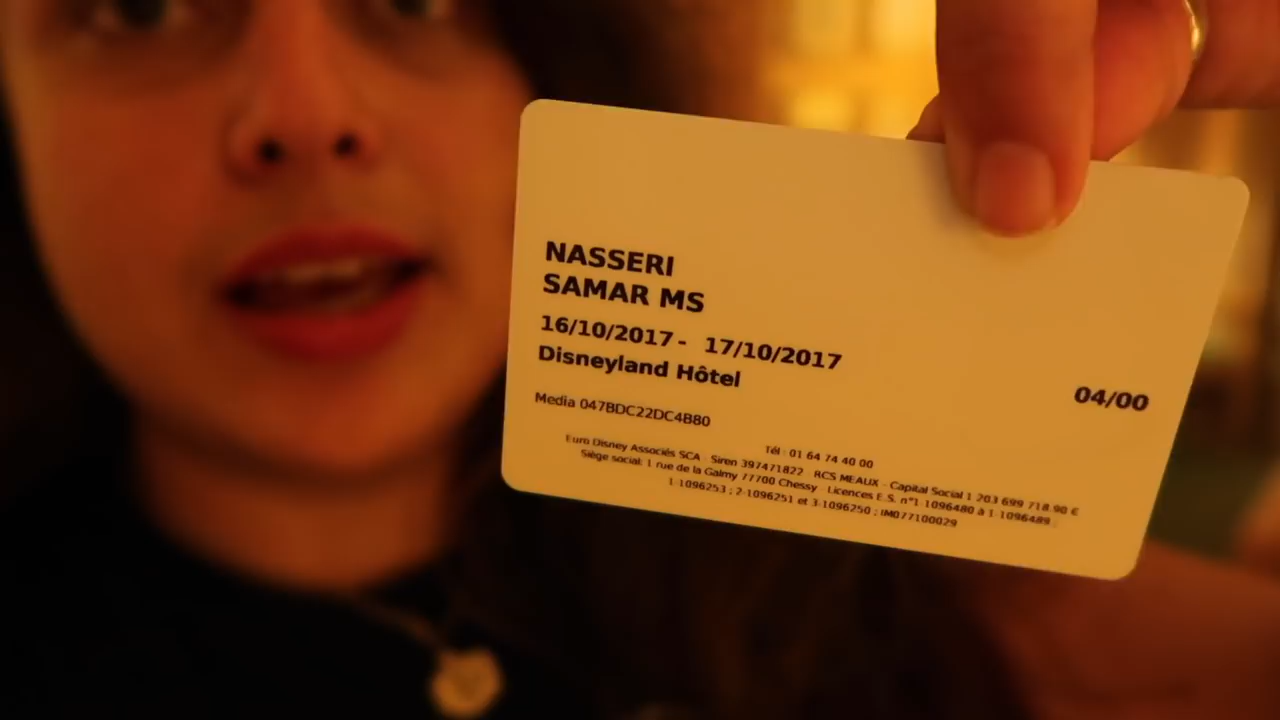 NASSERI
SAMAR MS
16/10/2017 - 17/10/2017
Disneyland Hôtel
04/00
Media 047BDC22DC4B80
Tél : 01 64 74 40 00
Euro Disney Associés SCA - Siren 397471822 - RCS MEAUX - Capital Social 1 203 699 718.90 €
Siège social: 1 rue de la Galmy 77700 Chessy - Licences E.S. n°1-1096480 à 1-1096489 ;
1-1096253 ; 2-1096251 et 3-1096250 ; IM077100029